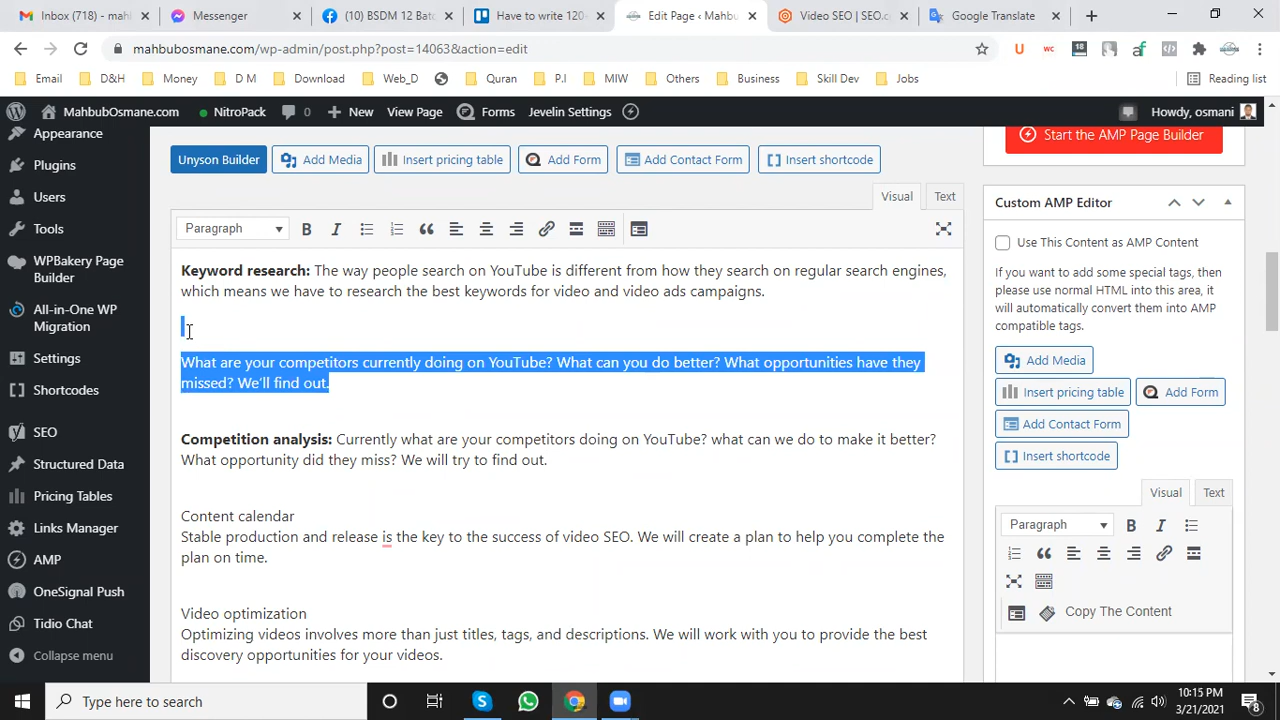 Inbox (718) - mahl
Messenger
(10) BSDM 12 Batc
Have to write 120-
Edit Page ‹ Mahbu
Video SEO | SEO.c
Google Translate
mahbubosmane.com/wp-admin/post.php?post=14063&action=edit
Email
D&H
Money
D M
Download
Web_D
Quran
P.I
MIW
Others
Business
Skill Dev
Jobs
Reading list
MahbubOsmane.com
NitroPack
0
New
View Page
Forms
Jevelin Settings
Howdy, osmani
Appearance
Plugins
Users
Tools
WPBakery Page
Builder
All-in-One WP
Migration
Settings
Shortcodes
SEO
Structured Data
Pricing Tables
Links Manager
AMP
OneSignal Push
Tidio Chat
Collapse menu
Unyson Builder
Add Media
Insert pricing table
Add Form
Add Contact Form
Insert shortcode
Visual
Text
Paragraph
Keyword research: The way people search on YouTube is different from how they search on regular search engines,
which means we have to research the best keywords for video and video ads campaigns.
What are your competitors currently doing on YouTube? What can you do better? What opportunities have they
missed? We'll find out.
Competition analysis: Currently what are your competitors doing on YouTube? what can we do to make it better?
What opportunity did they miss? We will try to find out.
Content calendar
Stable production and release is the key to the success of video SEO. We will create a plan to help you complete the
plan on time.
Video optimization
Optimizing videos involves more than just titles, tags, and descriptions. We will work with you to provide the best
discovery opportunities for your videos.
Start the AMP Page Builder
Custom AMP Editor
Use This Content as AMP Content
If you want to add some special tags, then
please use normal HTML into this area, it
will automatically convert them into AMP
compatible tags.
Add Media
Insert pricing table
Add Form
Add Contact Form
Insert shortcode
Visual
Text
Paragraph
Copy The Content
Type here to search
10:15 PM
3/21/2021
8